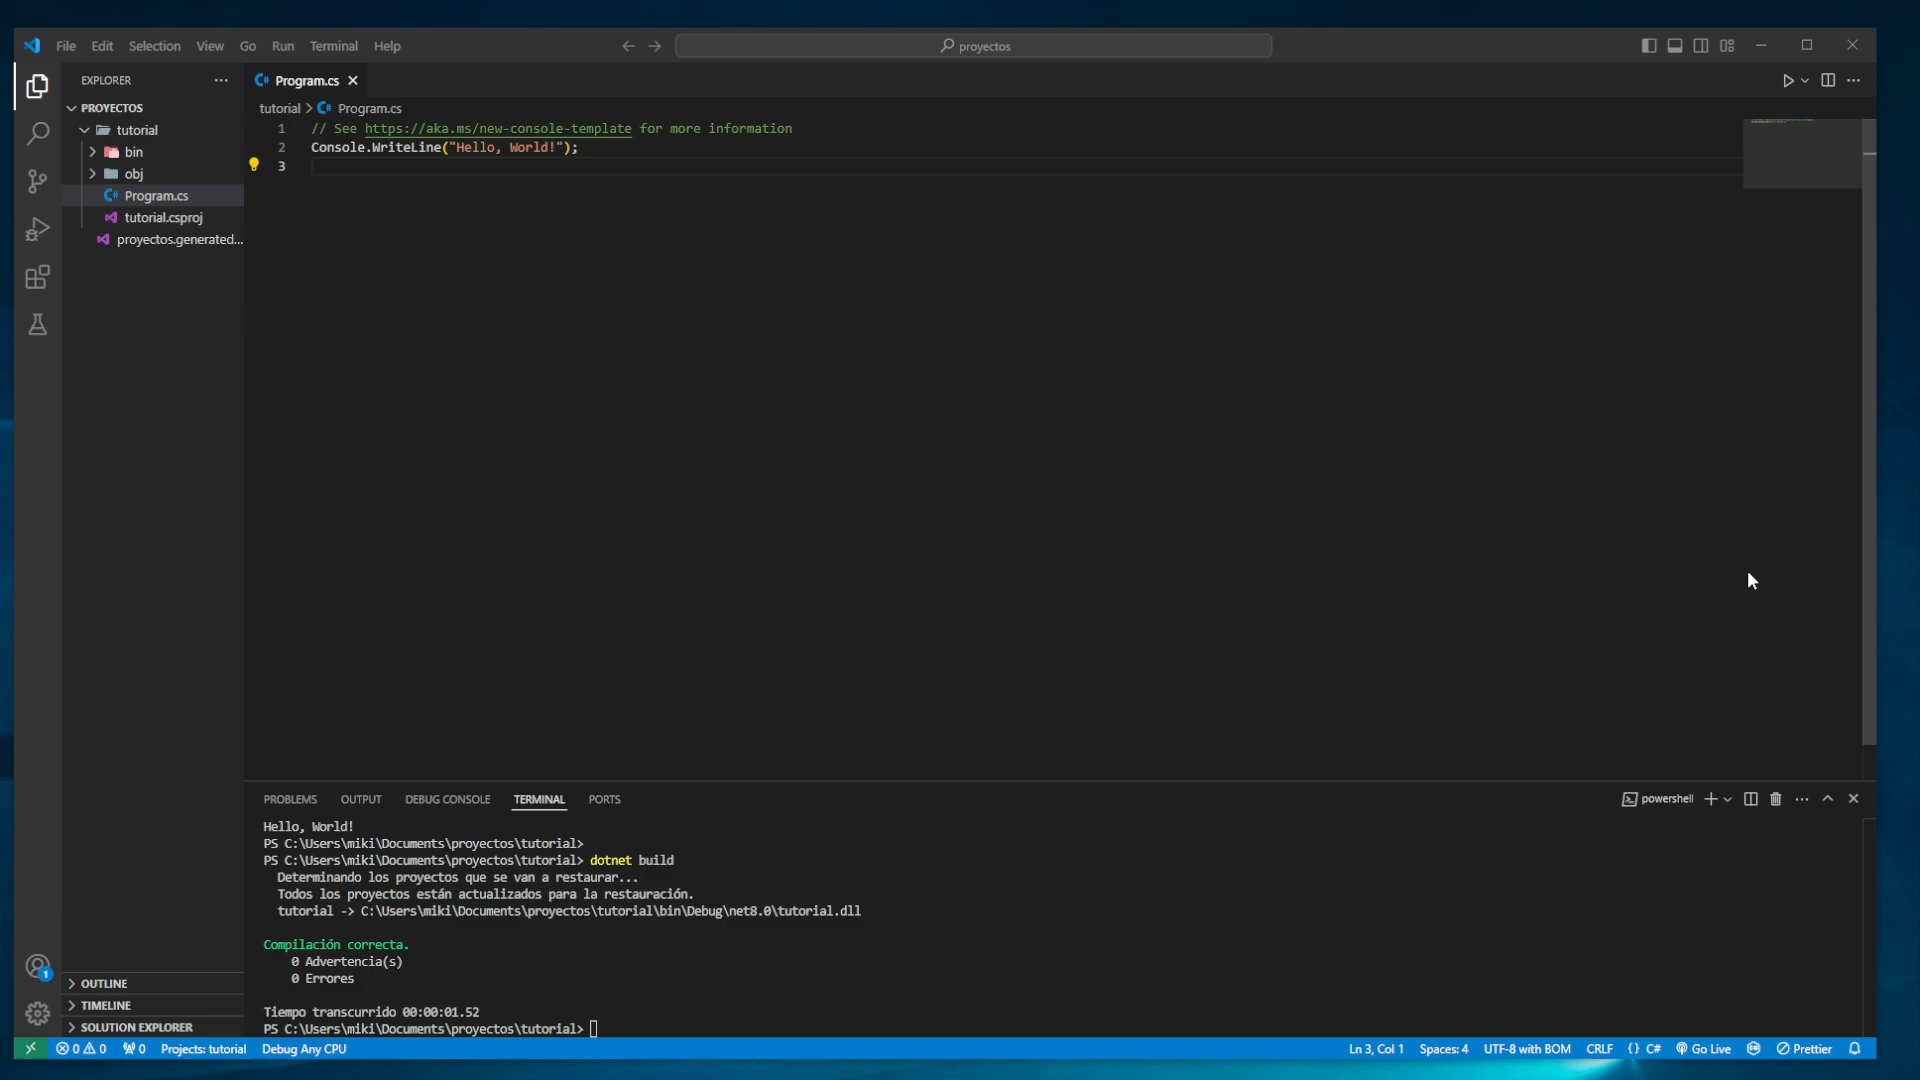 File Edit Selection View Go Run Terminal Help
proyectos
EXPLORER
PROYECTOS
tutorial
bin
obj
Program.cs
tutorial.csproj
proyectos.generated...
OUTLINE
TIMELINE
SOLUTION EXPLORER
Program.cs
tutorial > Program.cs
1 // See https://aka.ms/new-console-template for more information
2 Console.WriteLine("Hello, World!");
3
PROBLEMS OUTPUT DEBUG CONSOLE TERMINAL PORTS
powershell
Hello, World!
PS C:\Users\miki\Documents\proyectos\tutorial>
PS C:\Users\miki\Documents\proyectos\tutorial> dotnet build
Determinando los proyectos que se van a restaurar...
Todos los proyectos están actualizados para la restauración.
tutorial -> C:\Users\miki\Documents\proyectos\tutorial\bin\Debug\net8.0\tutorial.dll
Compilación correcta.
0 Advertencia(s)
0 Errores
Tiempo transcurrido 00:00:01.52
PS C:\Users\miki\Documents\proyectos\tutorial>
1
0 0 0 Projects: tutorial Debug Any CPU Ln 3, Col 1 Spaces: 4 UTF-8 with BOM CRLF {} C# Go Live Prettier